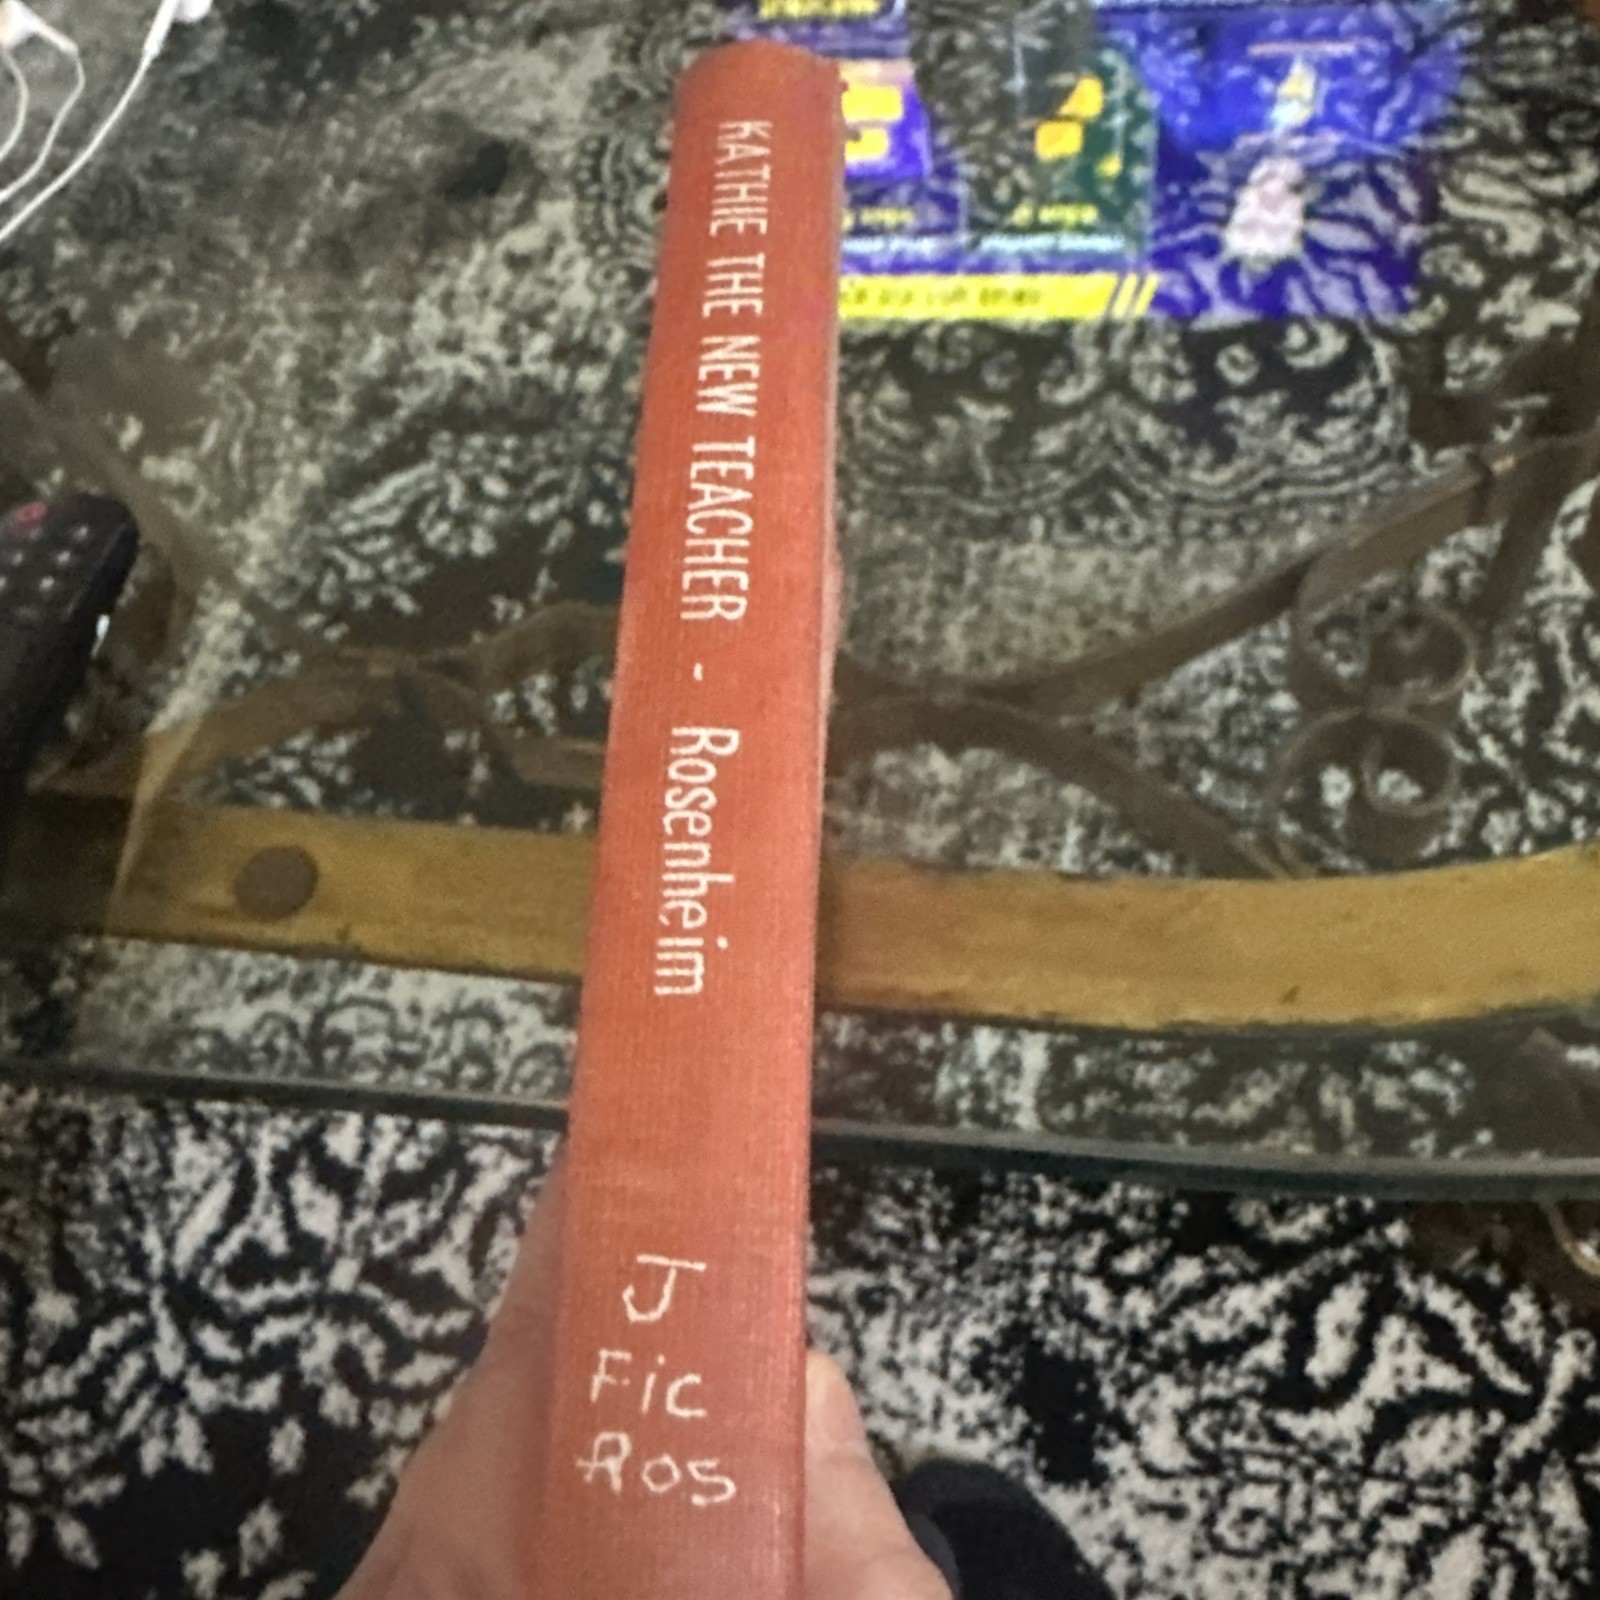 KATHIE THE NEW TEACHER - Rosenheim
J
Fic
Ros